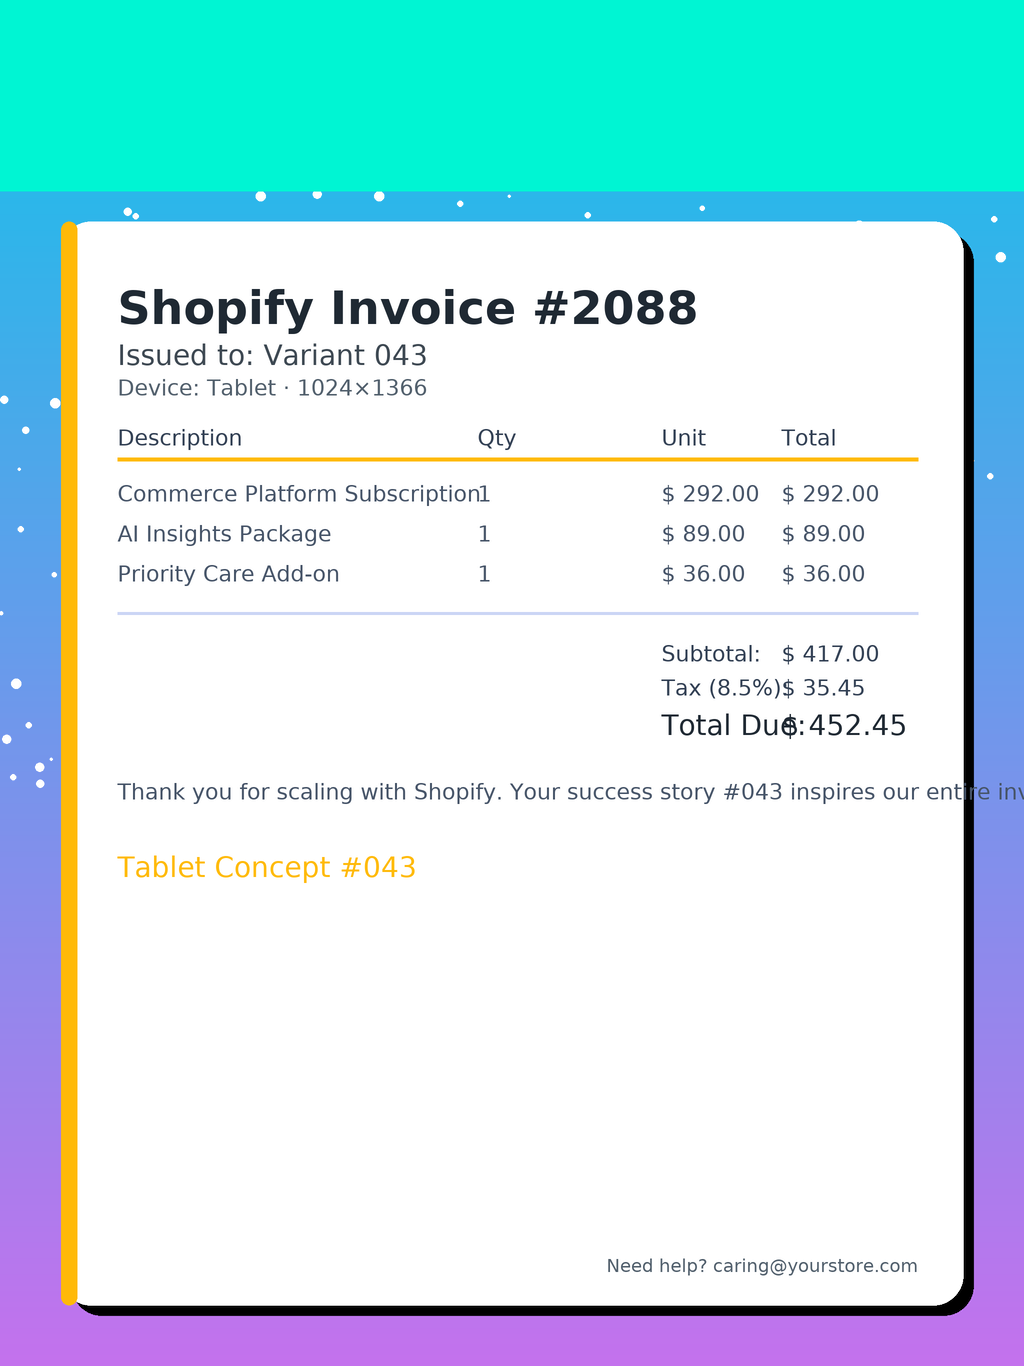 Shopify Invoice #2088
Issued to: Variant 043
Device: Tablet · 1024×1366
Description Qty Unit Total
Commerce Platform Subscription 1 $ 292.00 $ 292.00
AI Insights Package 1 $ 89.00 $ 89.00
Priority Care Add-on 1 $ 36.00 $ 36.00
Subtotal: $ 417.00
Tax (8.5%): $ 35.45
Total Due: $ 452.45
Thank you for scaling with Shopify. Your success story #043 inspires our entire
Tablet Concept #043
Need help? caring@yourstore.com